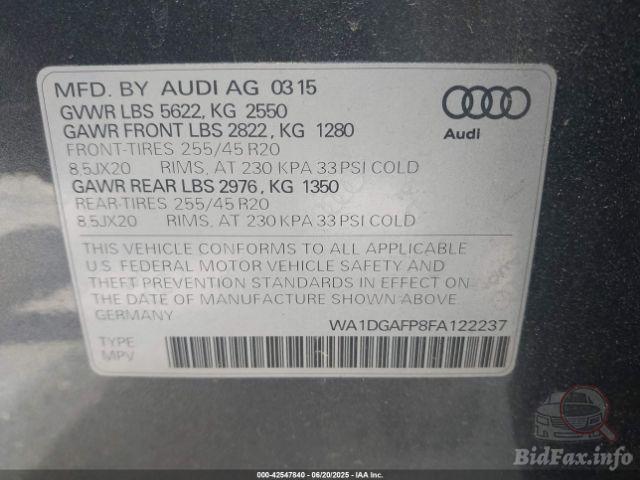 MFD. BY AUDI AG 03 15
GVWR LBS 5622, KG 2550
GAWR FRONT LBS 2822, KG 1280
FRONT-TIRES 255/45 R20
8,5JX20 RIMS, AT 230 KPA 33 PSI COLD
GAWR REAR LBS 2976, KG 1350
REAR-TIRES 255/45 R20
8,5JX20 RIMS, AT 230 KPA 33 PSI COLD
Audi
THIS VEHICLE CONFORMS TO ALL APPLICABLE
U.S. FEDERAL MOTOR VEHICLE SAFETY AND
THEFT PREVENTION STANDARDS IN EFFECT ON
THE DATE OF MANUFACTURE SHOWN ABOVE.
GERMANY
WA1DGAFP8FA122237
TYPE
MPV
000-42547840 - 06/20/2025 - IAA Inc.
BidFax.info